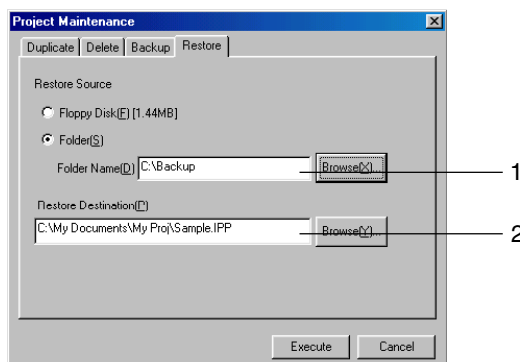 Project Maintenance
Duplicate Delete Backup Restore
Restore Source
Floppy Disk(F) [1.44MB]
Folder(S)
Folder Name(D) C:\Backup Browse(X)... 1
Restore Destination(P)
C:\My Documents\My Proj\Sample.IPP Browse(Y)... 2
Execute Cancel